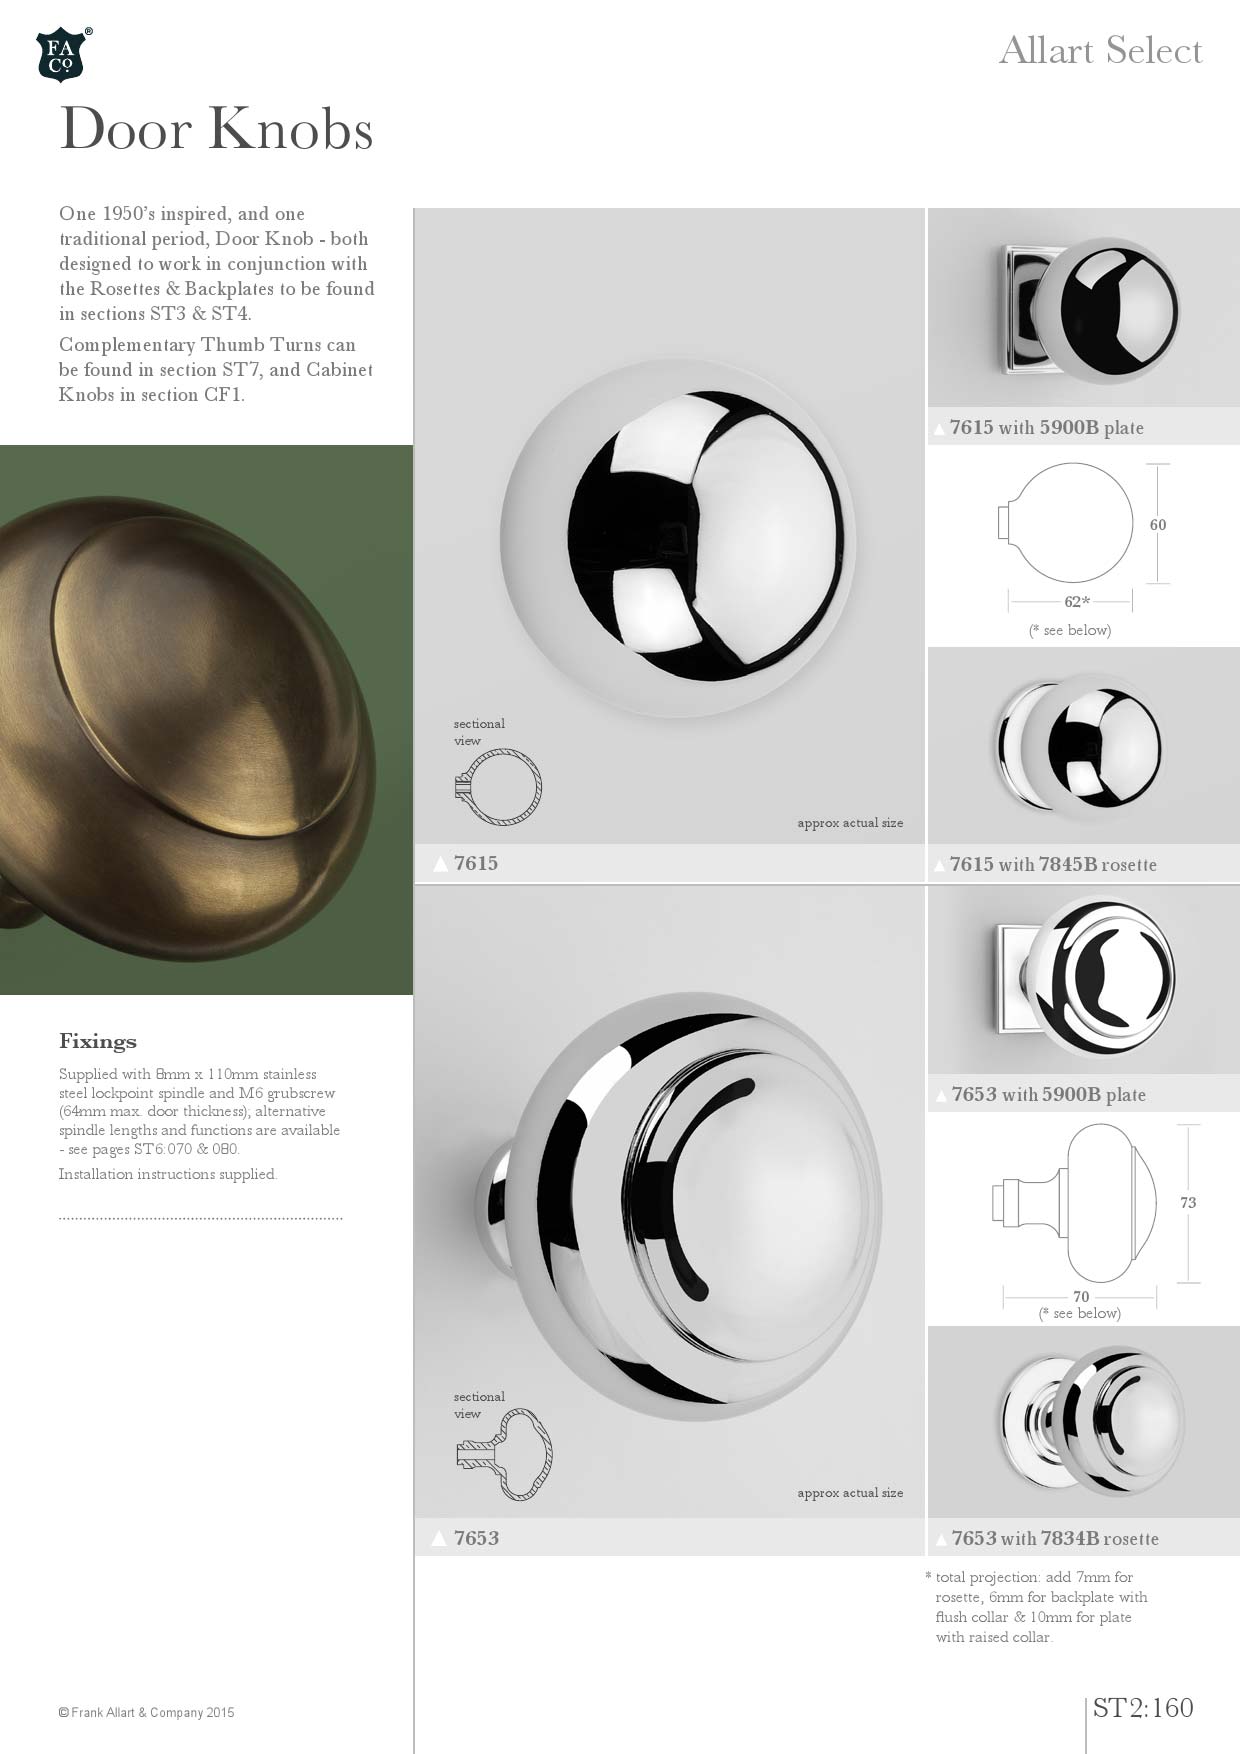 FA
Co.
®
Allart Select
Door Knobs
One 1950's inspired, and one
traditional period, Door Knob - both
designed to work in conjunction with
the Rosettes & Backplates to be found
in sections ST3 & ST4.
Complementary Thumb Turns can
be found in section ST7, and Cabinet
Knobs in section CF1.
Fixings
Supplied with 8mm x 110mm stainless
steel lockpoint spindle and M6 grubscrew
(64mm max. door thickness); alternative
spindle lengths and functions are available
- see pages ST6:070 & 080.
Installation instructions supplied.
sectional
view
approx actual size
7615
7615 with 5900B plate
60
62*
(* see below)
7615 with 7845B rosette
sectional
view
approx actual size
7653
7653 with 5900B plate
73
70
(* see below)
7653 with 7834B rosette
* total projection: add 7mm for
rosette, 6mm for backplate with
flush collar & 10mm for plate
with raised collar.
© Frank Allart & Company 2015
ST2:160